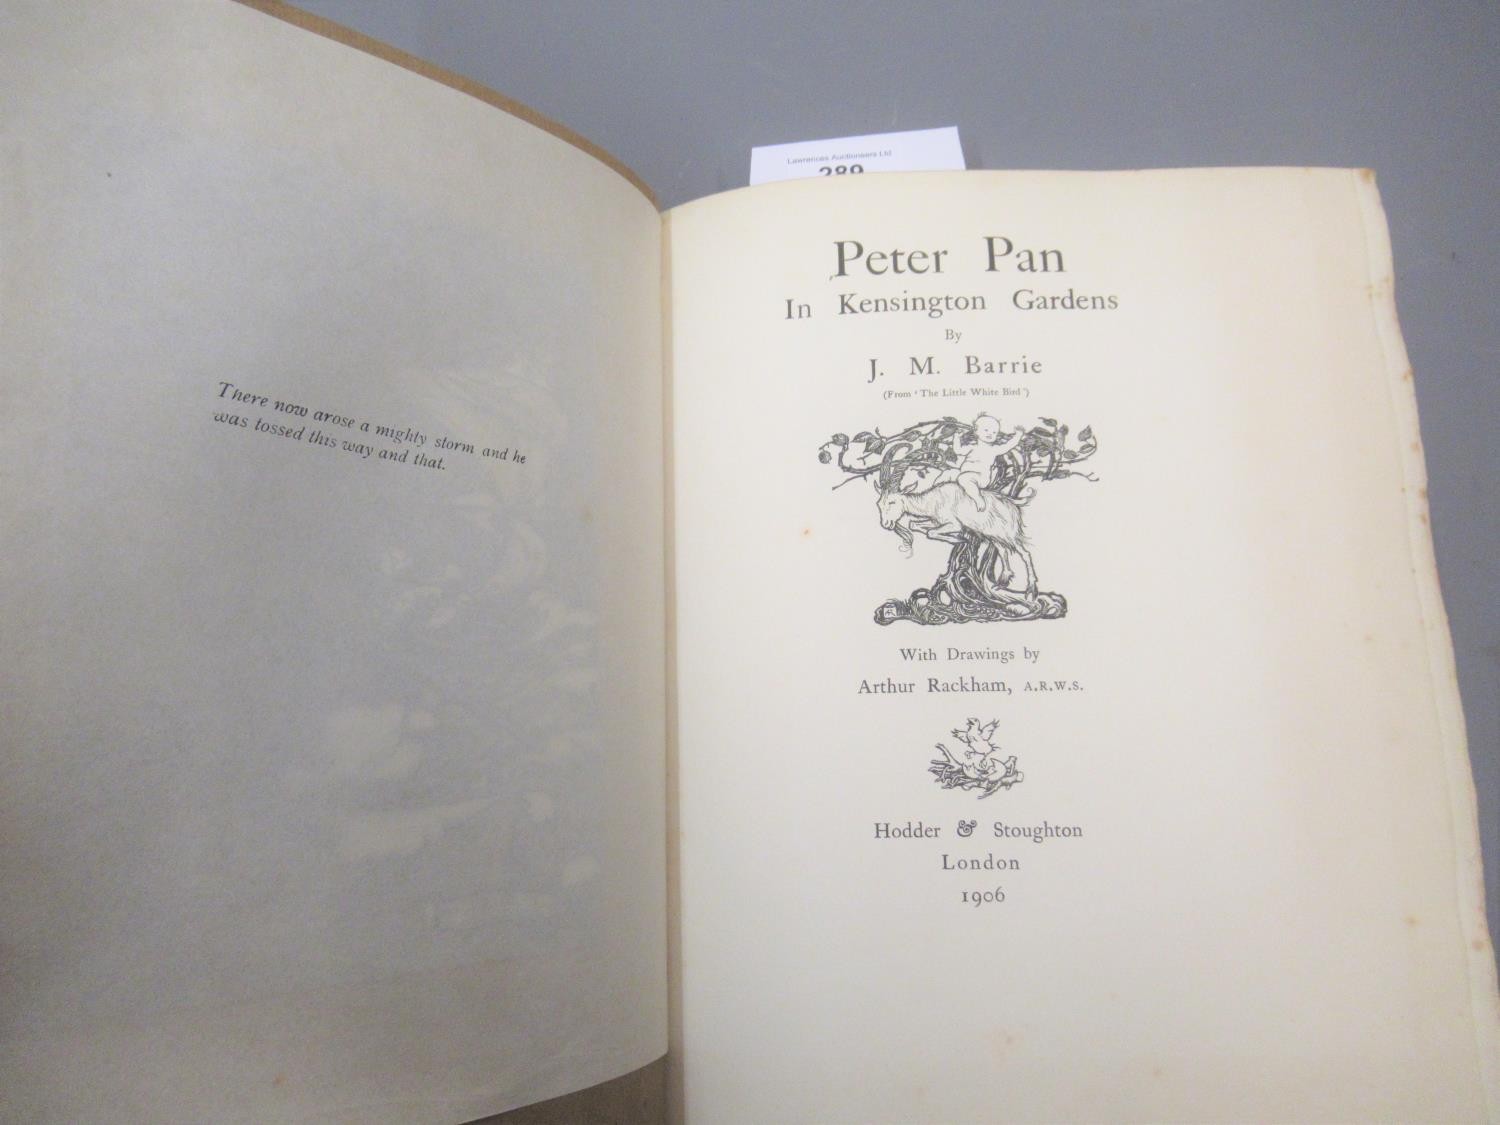 There now arose a mighty storm and he
was tossed this way and that.
Lawrences Auctioneers Ltd
289
Peter Pan
In Kensington Gardens
By
J. M. Barrie
(From ‘The Little White Bird’)
With Drawings by
Arthur Rackham, A.R.W.S.
Hodder & Stoughton
London
1906